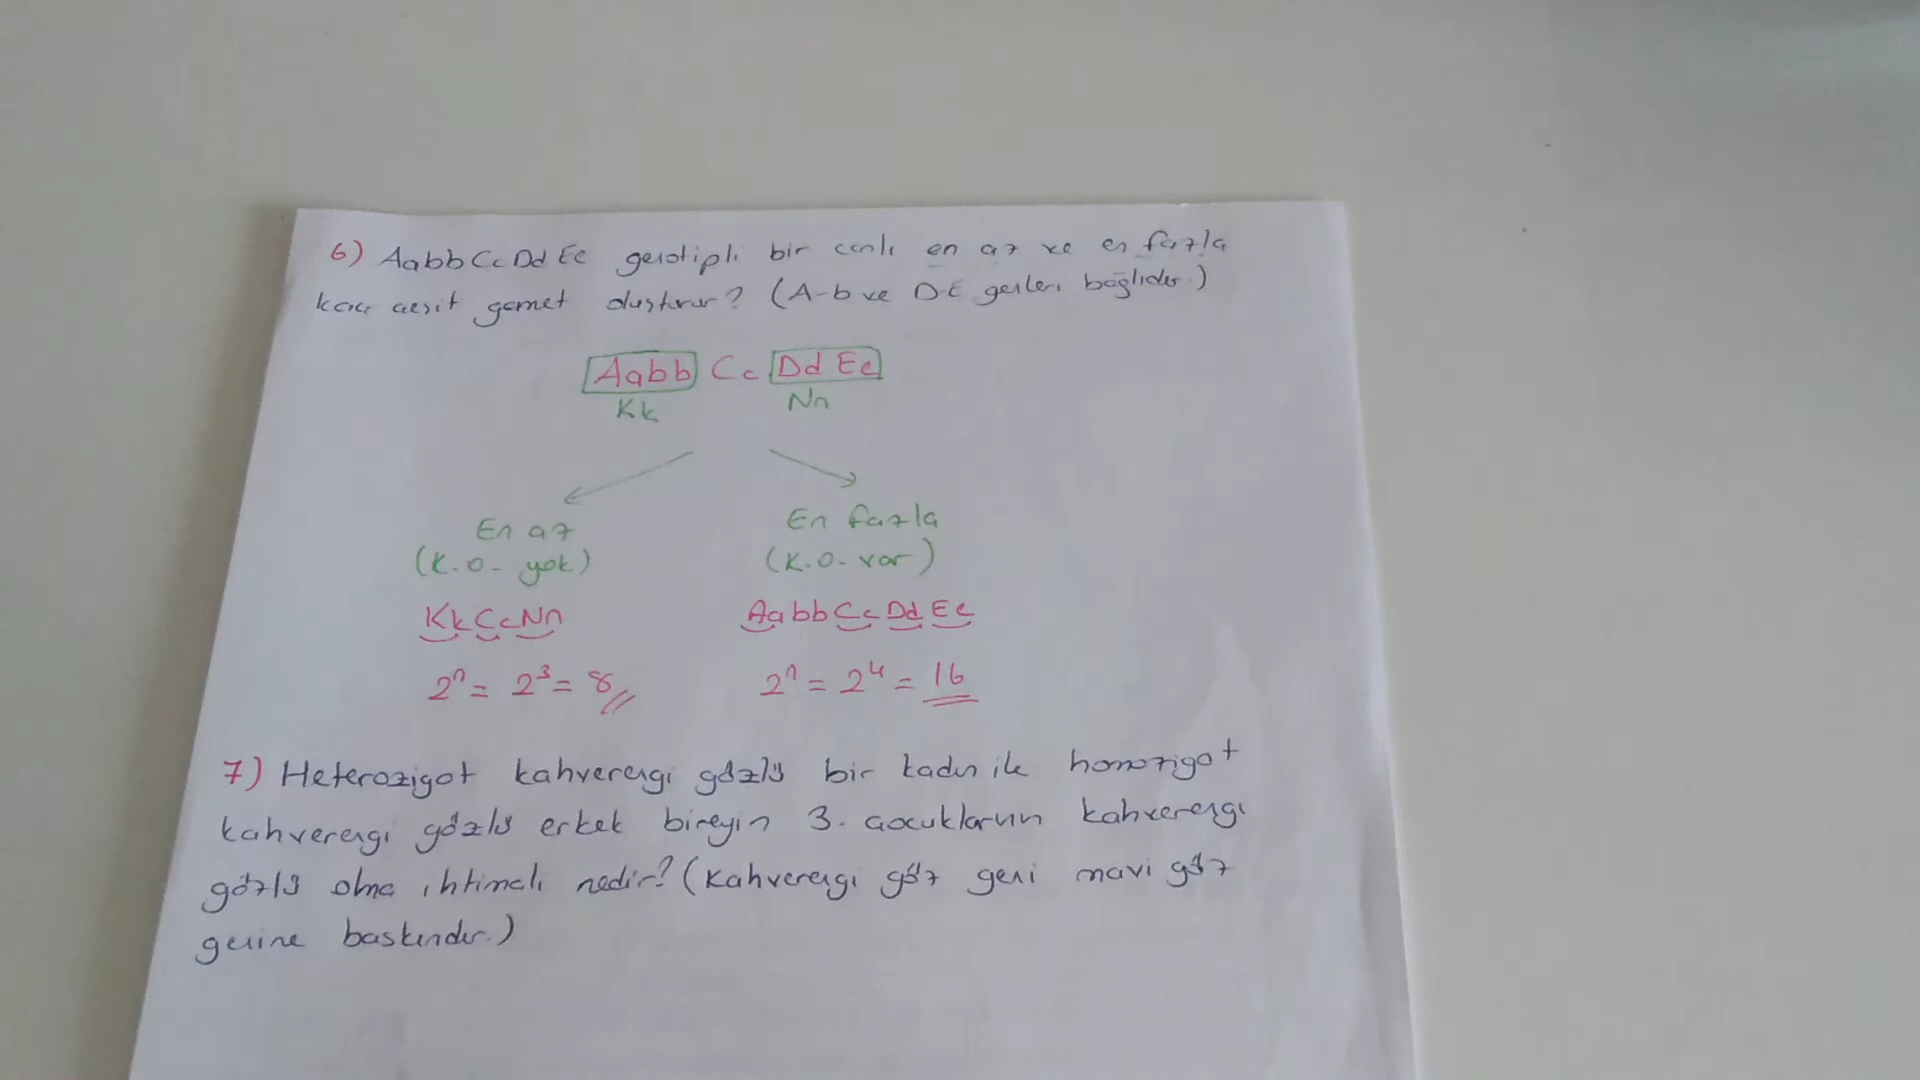 6) AabbCcDdEe genotipli bir canlı en az ve en fazla
kaç çeşit gamet oluşturur? (A-b ve D-E genleri bağlıdır.)
Aabb Cc Dd Ee
Kk Nn
En az
(K.O. yok)
KkCcNn
2ⁿ = 2³ = 8
En fazla
(K.O. var)
AabbCcDdEe
2ⁿ = 2⁴ = 16
7) Heterozigot kahverengi gözlü bir kadın ile homozigot
kahverengi gözlü erkek bireyin 3. çocuklarının kahverengi
gözlü olma ihtimali nedir? (Kahverengi göz geni mavi göz
genine baskındır.)